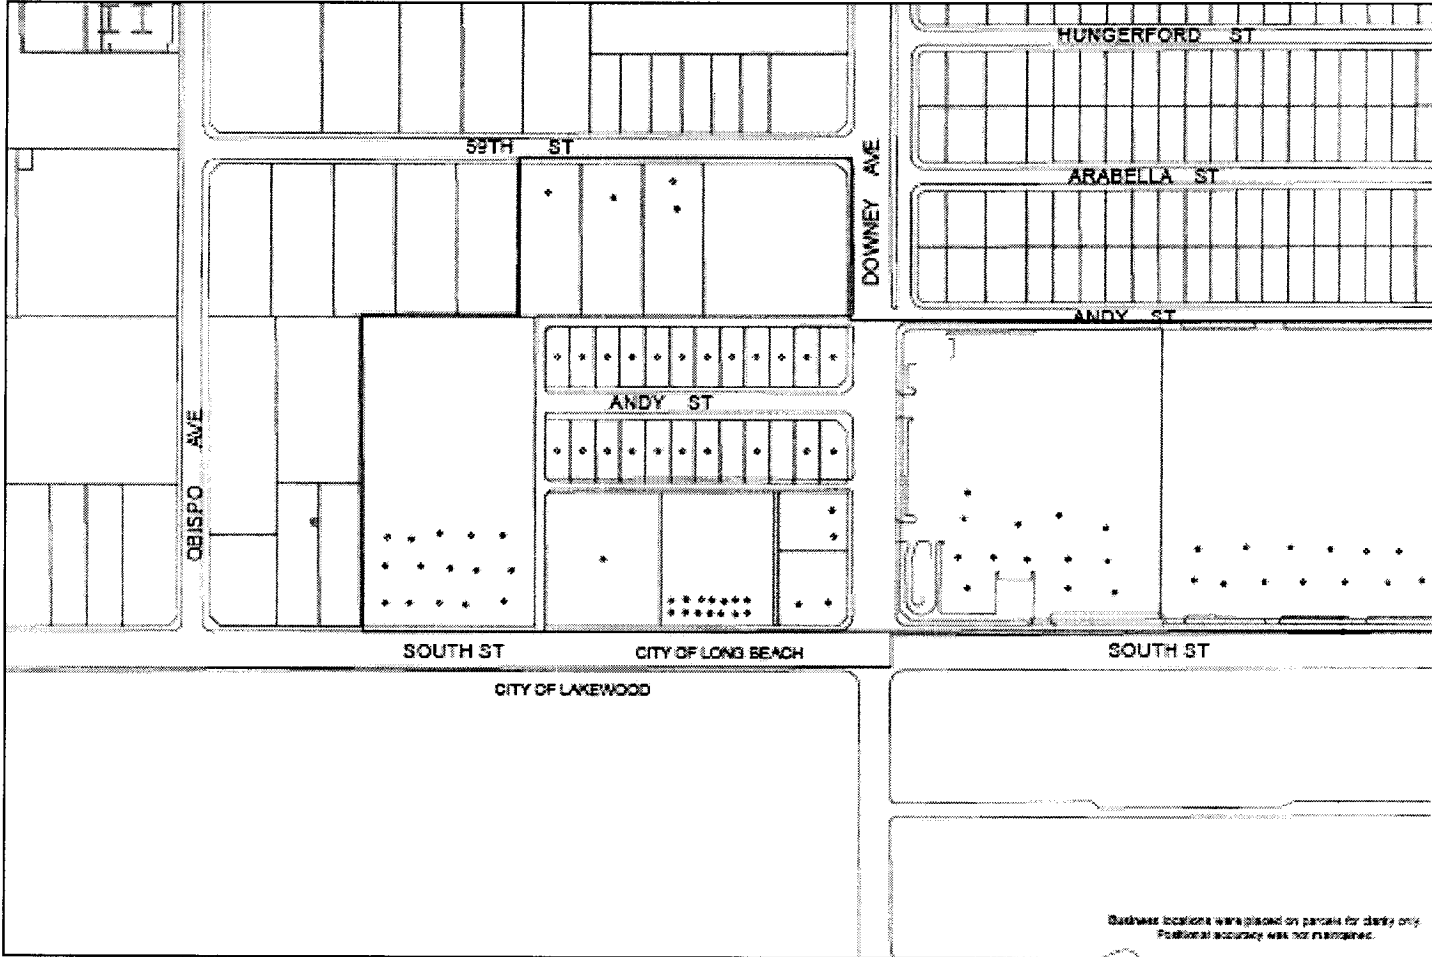 HUNGERFORD ST
59TH ST
DOWNEY AVE
ARABELLA ST
ANDY ST
ANDY ST
OBISPO AVE
SOUTH ST
CITY OF LONG BEACH
SOUTH ST
CITY OF LAKEWOOD
Business locations were placed on parcels for clarity only.
Positional accuracy was not maintained.